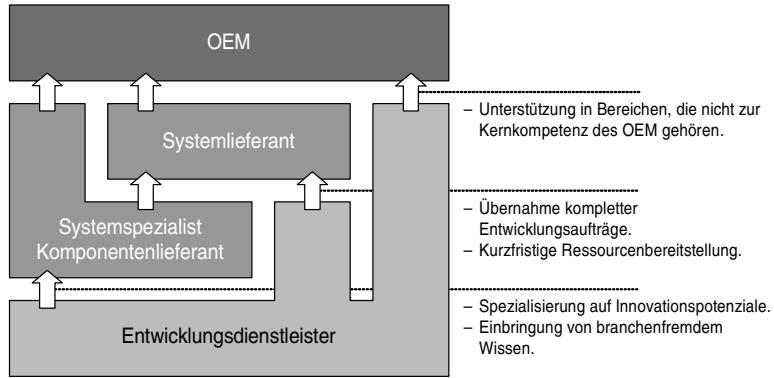 OEM
– Unterstützung in Bereichen, die nicht zur
Kernkompetenz des OEM gehören.
Systemlieferant
– Übernahme kompletter
Entwicklungsaufträge.
– Kurzfristige Ressourcenbereitstellung.
Systemspezialist
Komponentenlieferant
– Spezialisierung auf Innovationspotenziale.
– Einbringung von branchenfremdem
Wissen.
Entwicklungsdienstleister